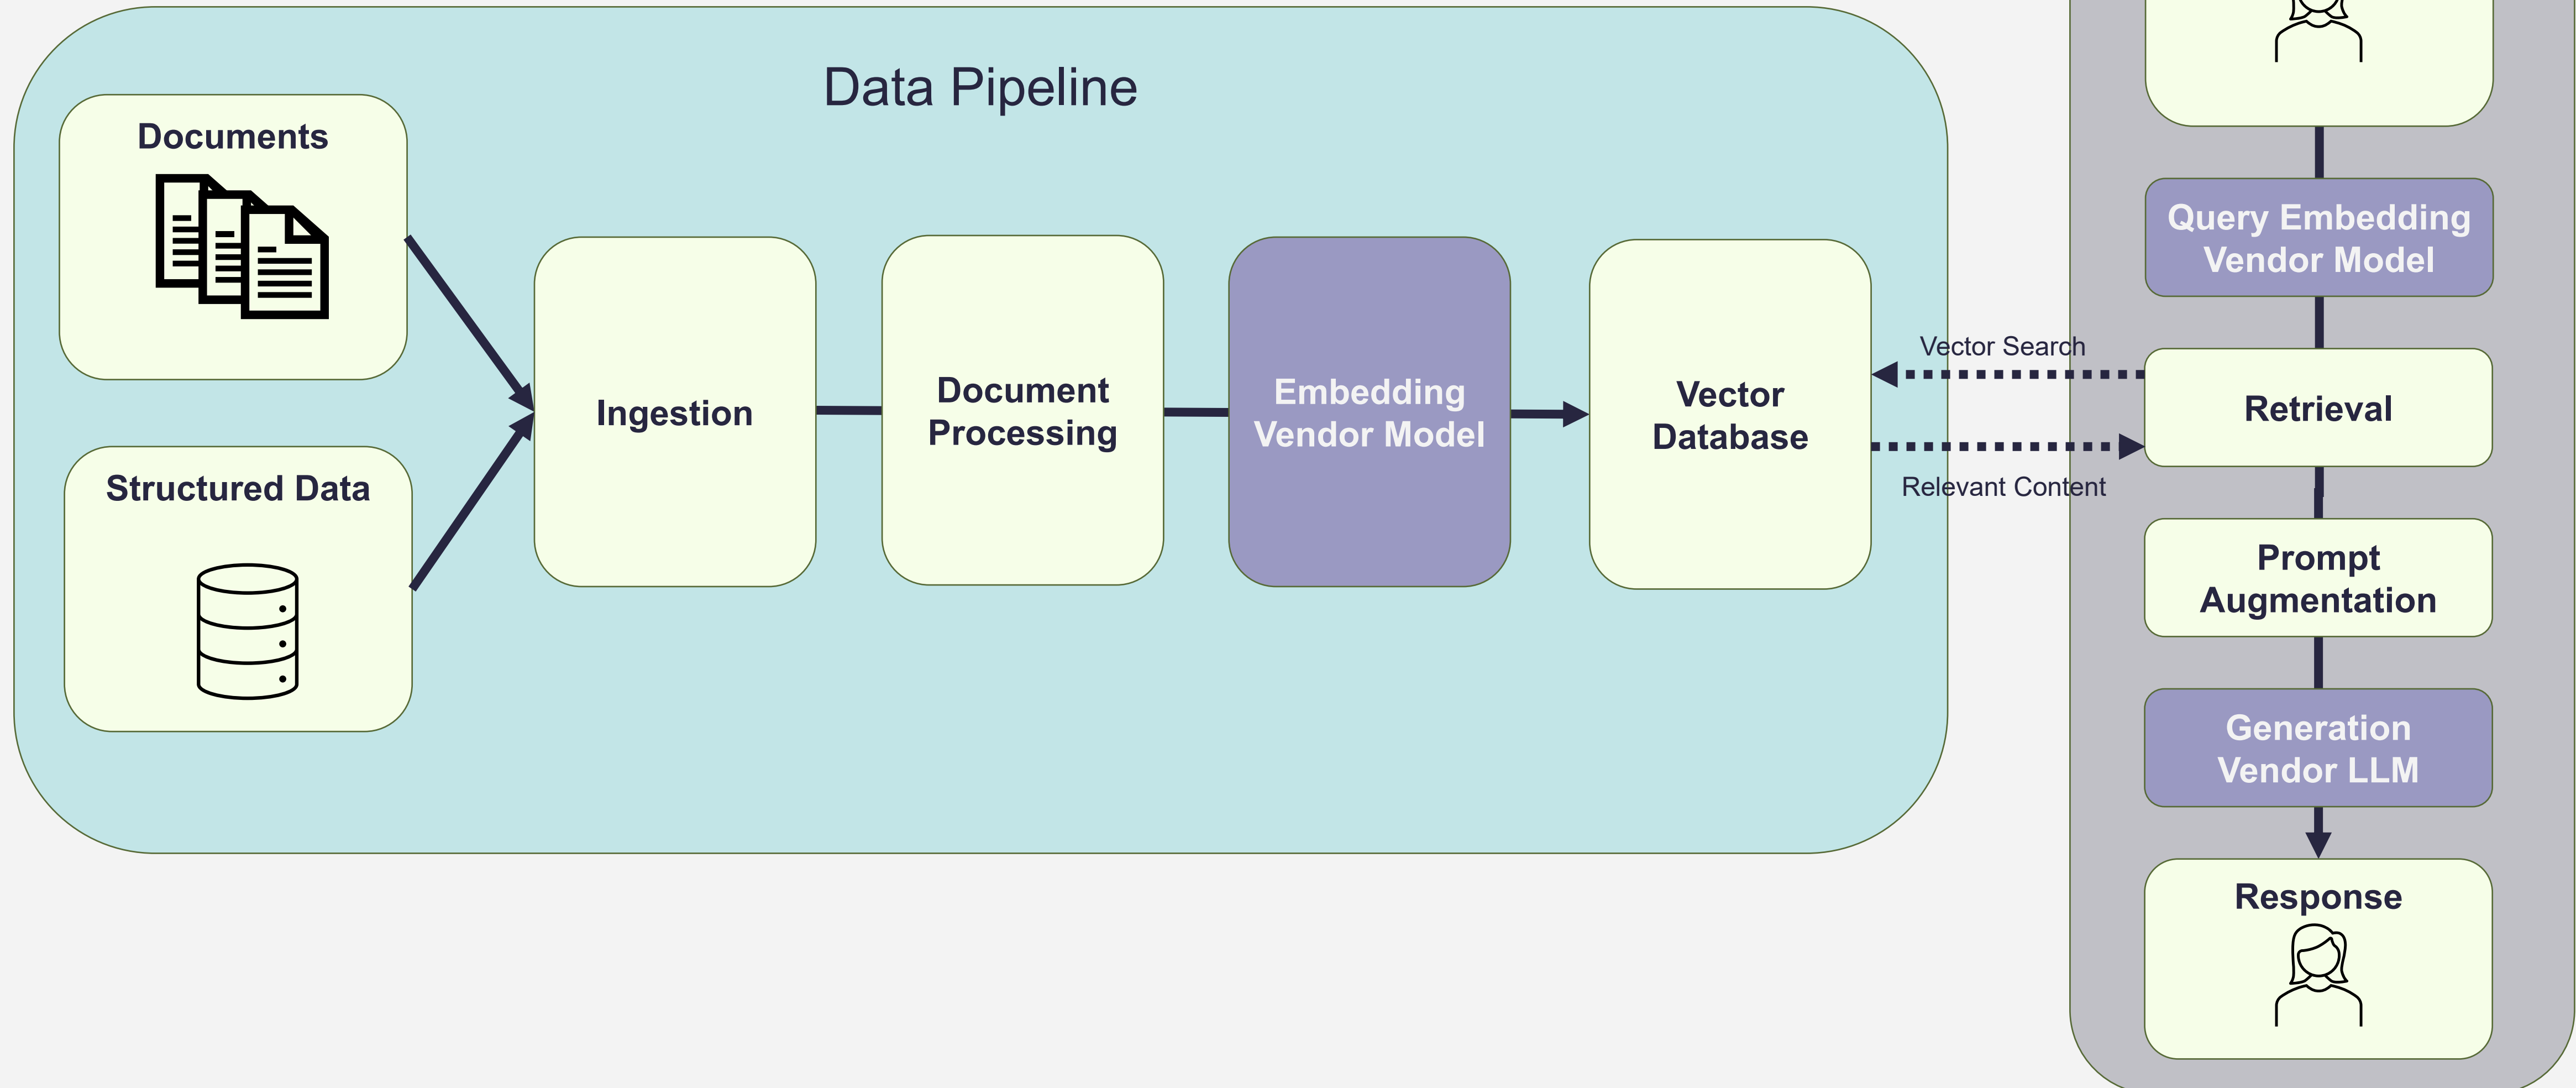 Data Pipeline
Documents
Structured Data
Ingestion
Document
Processing
Embedding
Vendor Model
Vector
Database
Vector Search
Relevant Content
Query Embedding
Vendor Model
Retrieval
Prompt
Augmentation
Generation
Vendor LLM
Response